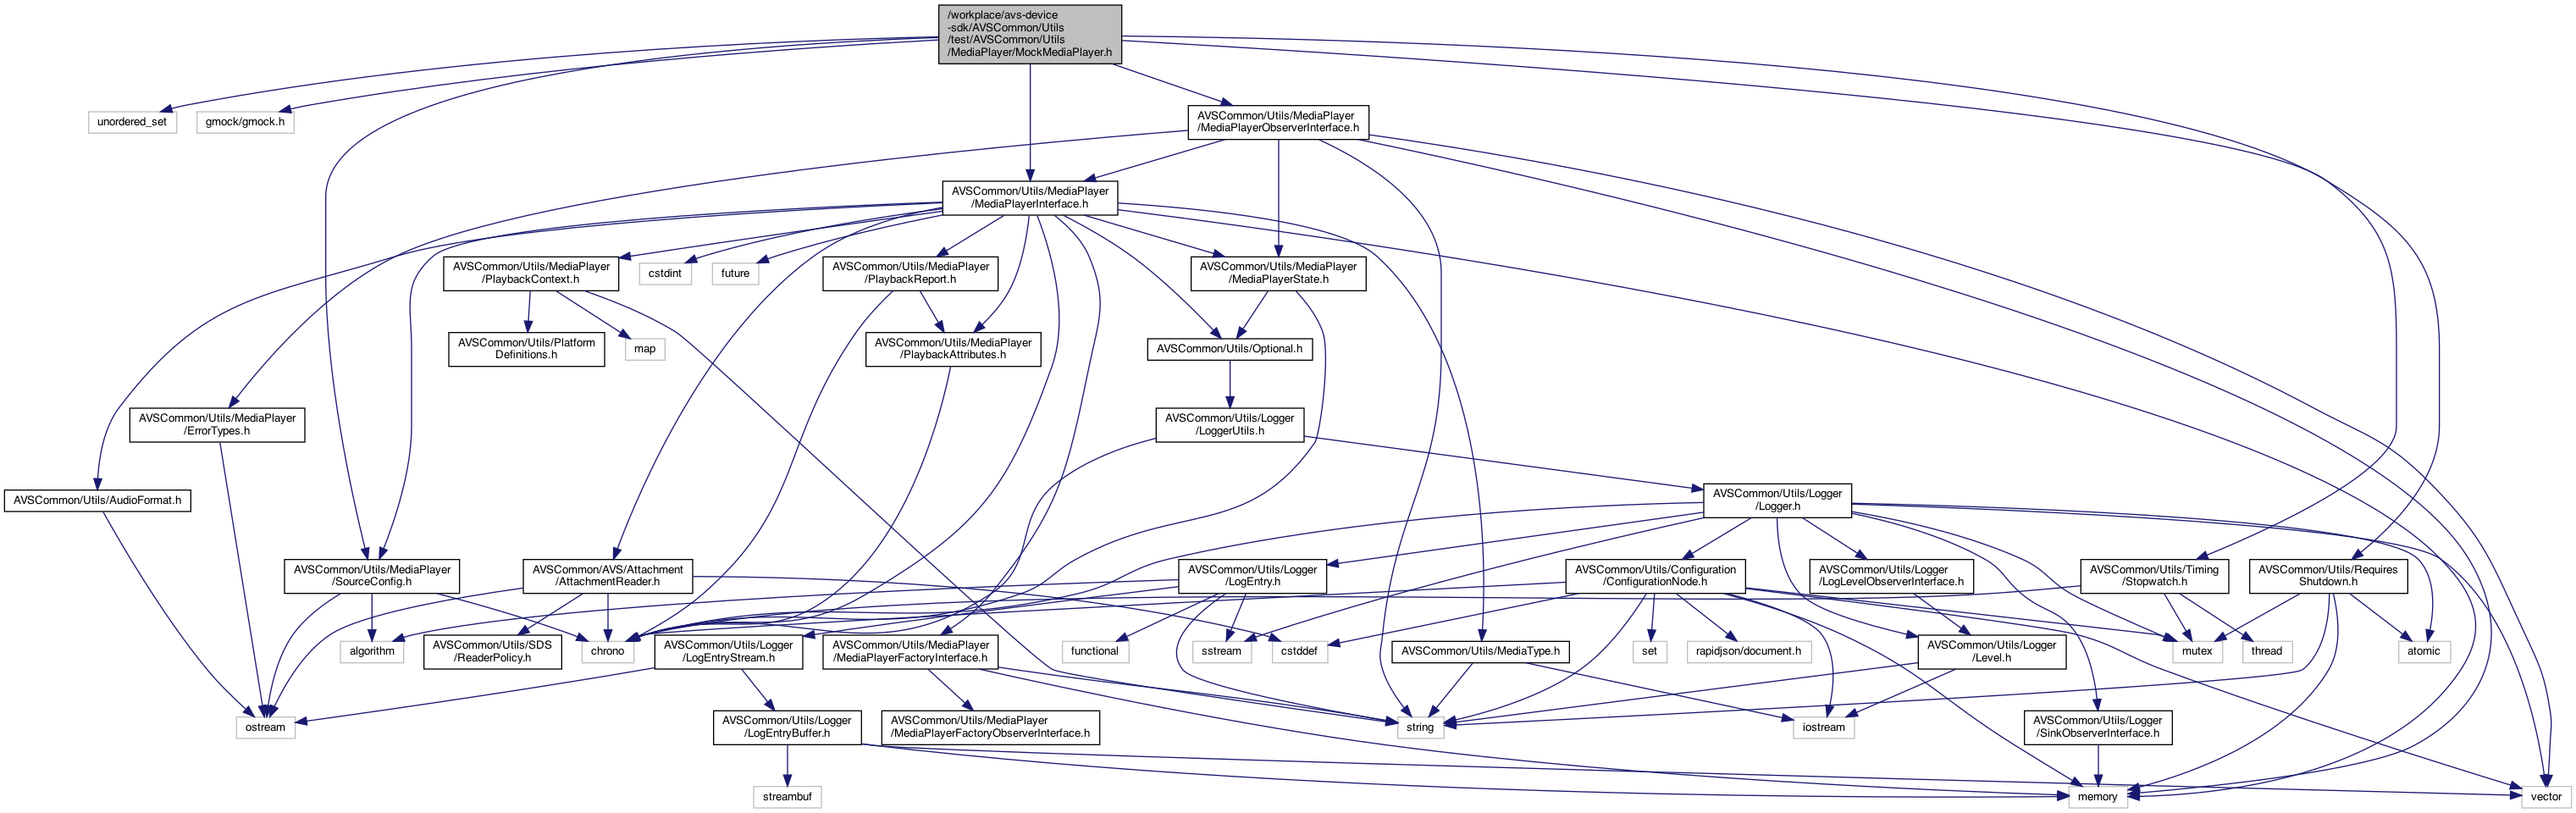 /workplace/avs-device
-sdk/AVSCommon/Utils
/test/AVSCommon/Utils
/MediaPlayer/MockMediaPlayer.h
unordered_set
gmock/gmock.h
AVSCommon/Utils/MediaPlayer
/MediaPlayerObserverInterface.h
AVSCommon/Utils/MediaPlayer
/MediaPlayerInterface.h
AVSCommon/Utils/MediaPlayer
/PlaybackContext.h
cstdint
future
AVSCommon/Utils/MediaPlayer
/PlaybackReport.h
AVSCommon/Utils/MediaPlayer
/MediaPlayerState.h
AVSCommon/Utils/Platform
Definitions.h
map
AVSCommon/Utils/MediaPlayer
/PlaybackAttributes.h
AVSCommon/Utils/Optional.h
AVSCommon/Utils/MediaPlayer
/ErrorTypes.h
AVSCommon/Utils/Logger
/LoggerUtils.h
AVSCommon/Utils/AudioFormat.h
AVSCommon/Utils/Logger
/Logger.h
AVSCommon/Utils/MediaPlayer
/SourceConfig.h
AVSCommon/AVS/Attachment
/AttachmentReader.h
AVSCommon/Utils/Logger
/LogEntry.h
AVSCommon/Utils/Configuration
/ConfigurationNode.h
AVSCommon/Utils/Logger
/LogLevelObserverInterface.h
AVSCommon/Utils/Timing
/Stopwatch.h
AVSCommon/Utils/Requires
Shutdown.h
algorithm
AVSCommon/Utils/SDS
/ReaderPolicy.h
chrono
AVSCommon/Utils/Logger
/LogEntryStream.h
AVSCommon/Utils/MediaPlayer
/MediaPlayerFactoryInterface.h
functional
sstream
cstddef
AVSCommon/Utils/MediaType.h
set
rapidjson/document.h
AVSCommon/Utils/Logger
/Level.h
mutex
thread
atomic
ostream
AVSCommon/Utils/Logger
/LogEntryBuffer.h
AVSCommon/Utils/MediaPlayer
/MediaPlayerFactoryObserverInterface.h
string
iostream
AVSCommon/Utils/Logger
/SinkObserverInterface.h
streambuf
memory
vector